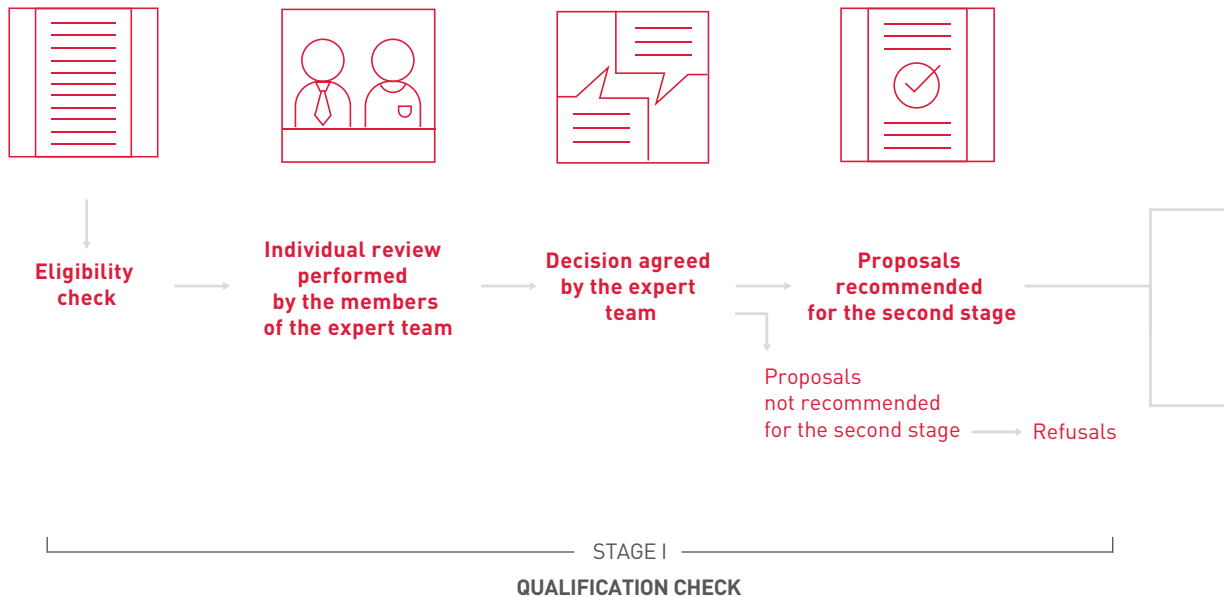 Eligibility
check
Individual review
performed
by the members
of the expert team
Decision agreed
by the expert
team
Proposals
recommended
for the second stage
Proposals
not recommended
for the second stage
Refusals
STAGE I
QUALIFICATION CHECK